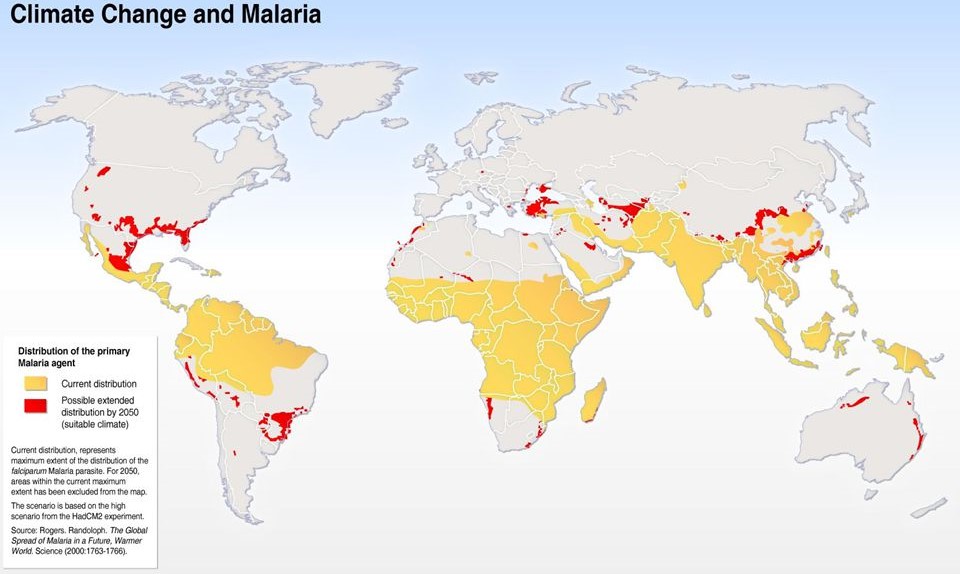 Climate Change and Malaria
Distribution of the primary
Malaria agent
Current distribution
Possible extended
distribution by 2050
(suitable climate)
Current distribution, represents
maximum extent of the distribution of the
falciparum Malaria parasite. For 2050,
areas within the current maximum
extent has been excluded from the map.
The scenario is based on the high
scenario from the HadCM2 experiment.
Source: Rogers. Randoloph. The Global
Spread of Malaria in a Future, Warmer
World. Science (2000:1763-1766).